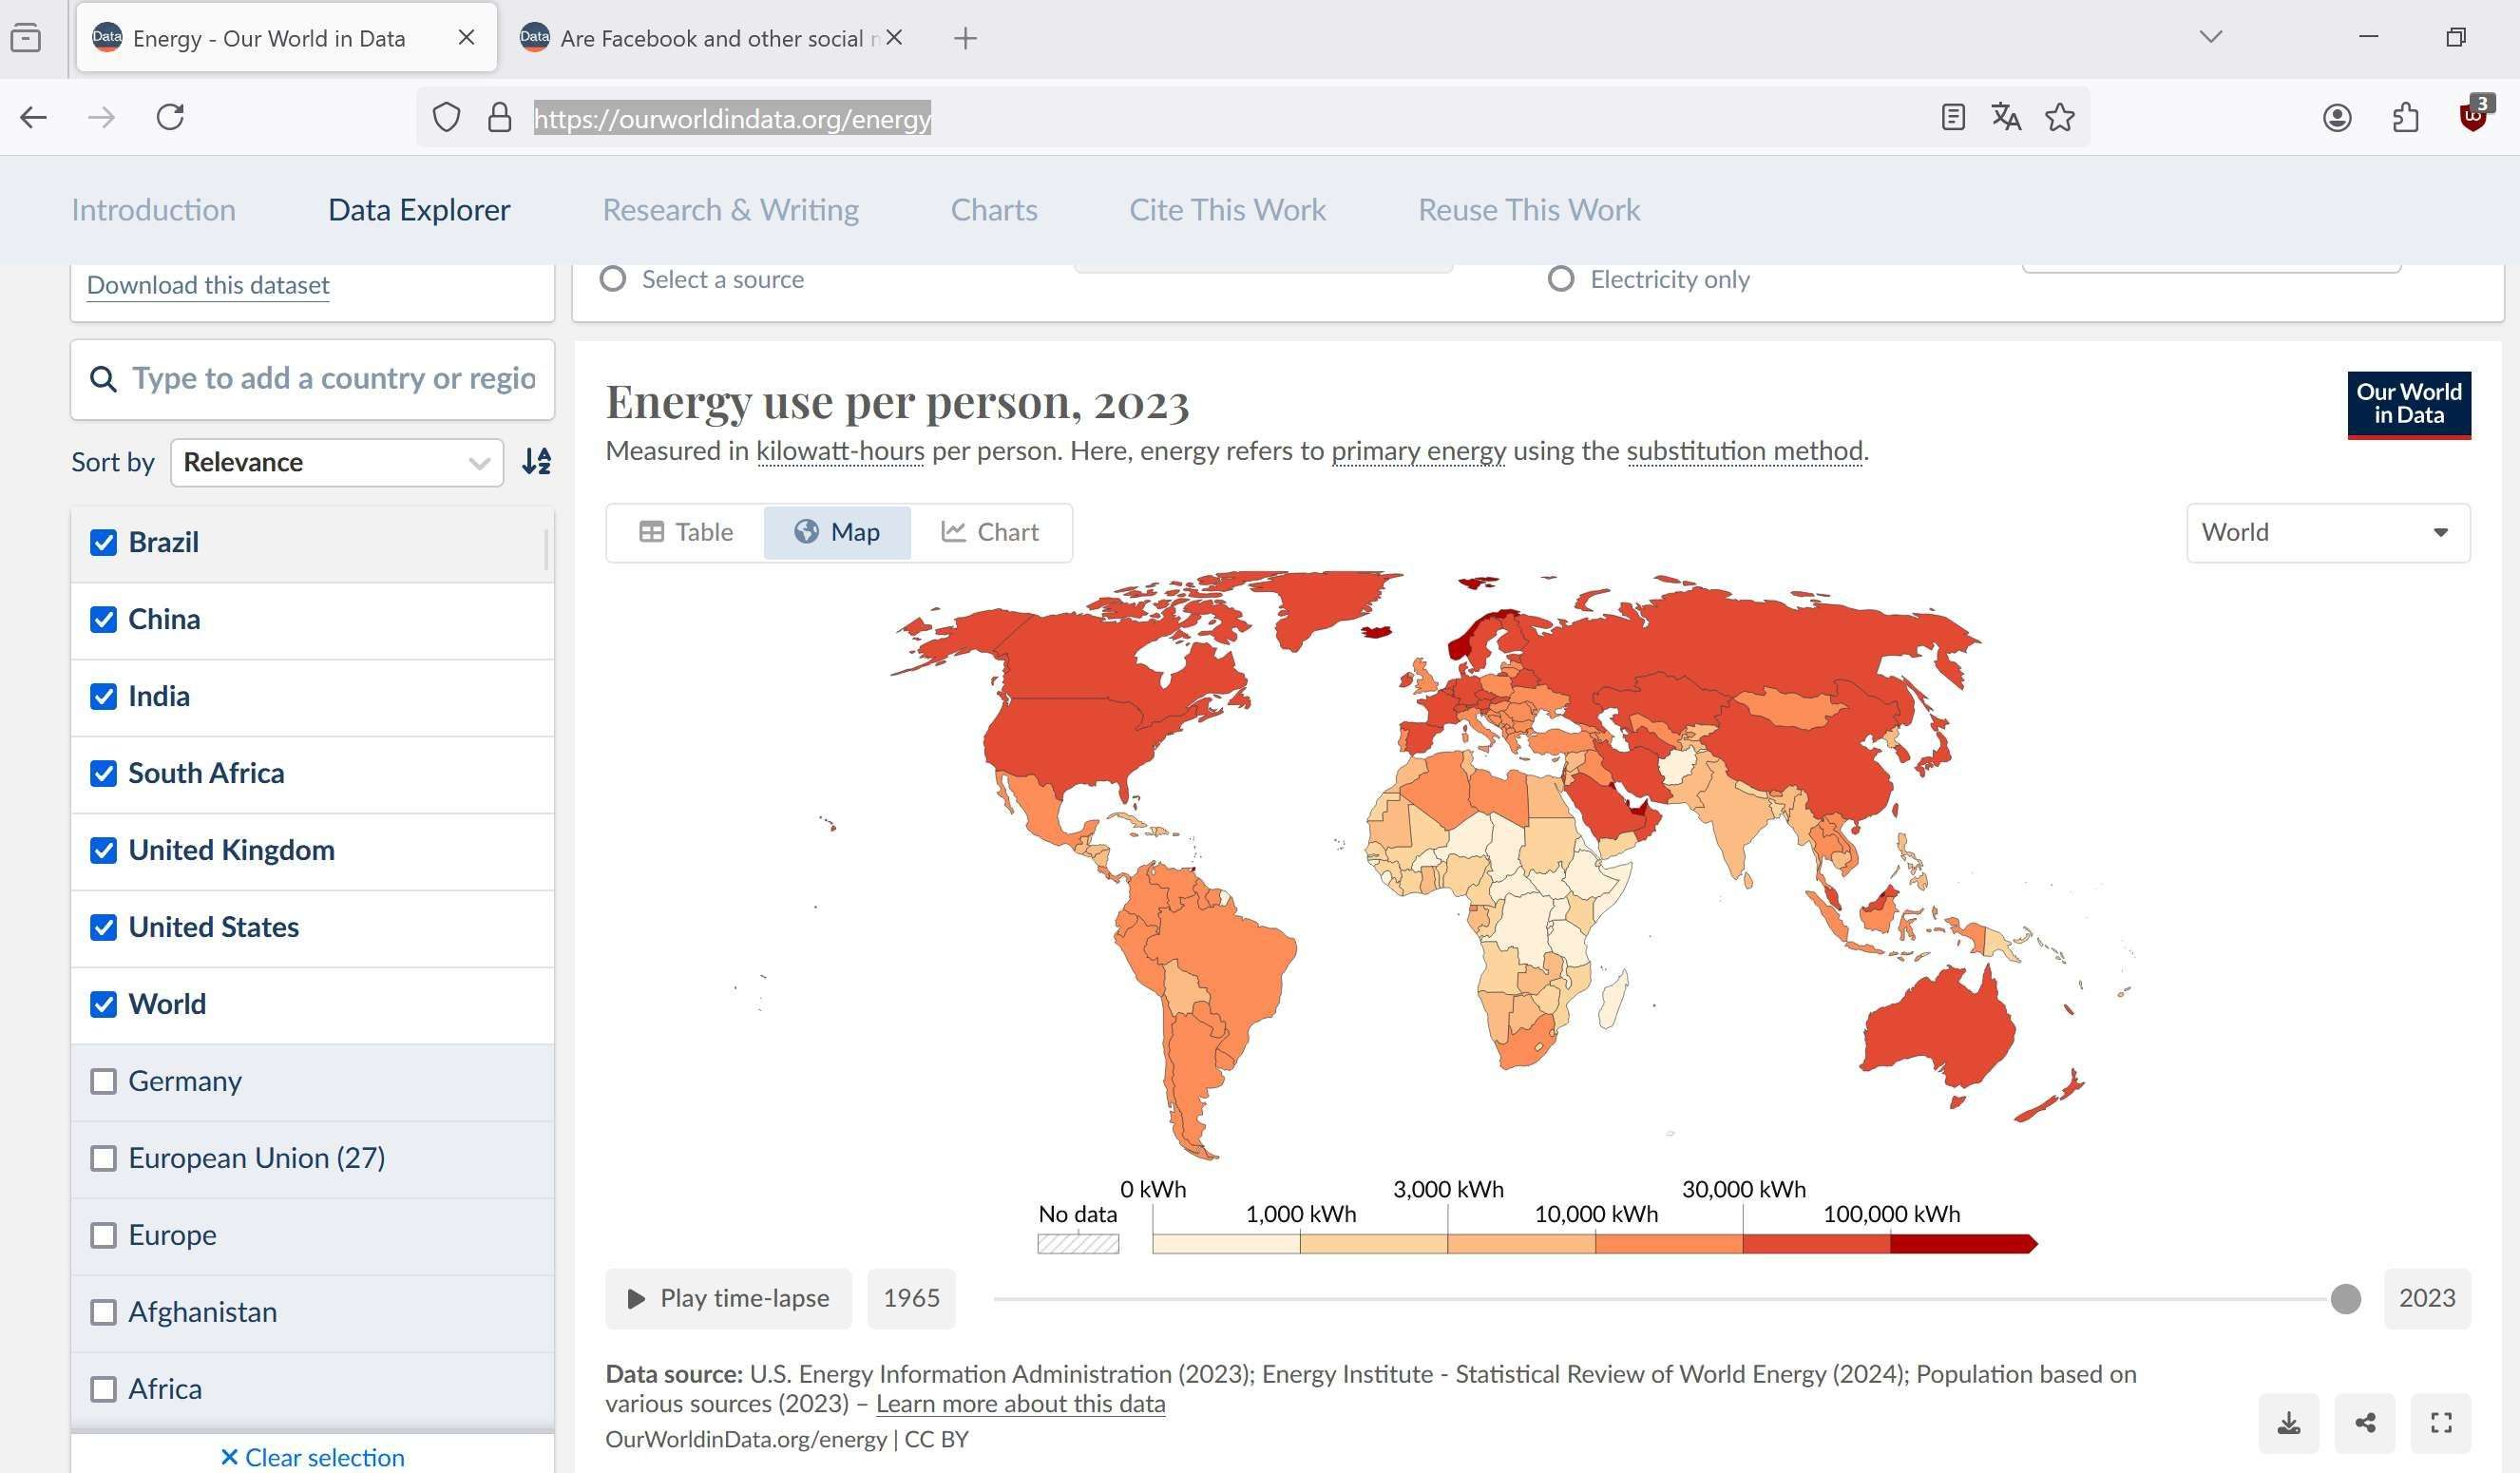 Data Energy - Our World in Data
Data Are Facebook and other social
https://ourworldindata.org/energy
3
Introduction Data Explorer Research & Writing Charts Cite This Work Reuse This Work
Download this dataset
Select a source
Electricity only
Type to add a country or regio
Sort by Relevance
Brazil
China
India
South Africa
United Kingdom
United States
World
Germany
European Union (27)
Europe
Afghanistan
Africa
Clear selection
Energy use per person, 2023
Measured in kilowatt-hours per person. Here, energy refers to primary energy using the substitution method.
Our World
in Data
Table Map Chart
World
0 kWh 3,000 kWh 30,000 kWh
No data 1,000 kWh 10,000 kWh 100,000 kWh
Play time-lapse 1965 2023
Data source: U.S. Energy Information Administration (2023); Energy Institute - Statistical Review of World Energy (2024); Population based on
various sources (2023) – Learn more about this data
OurWorldinData.org/energy | CC BY